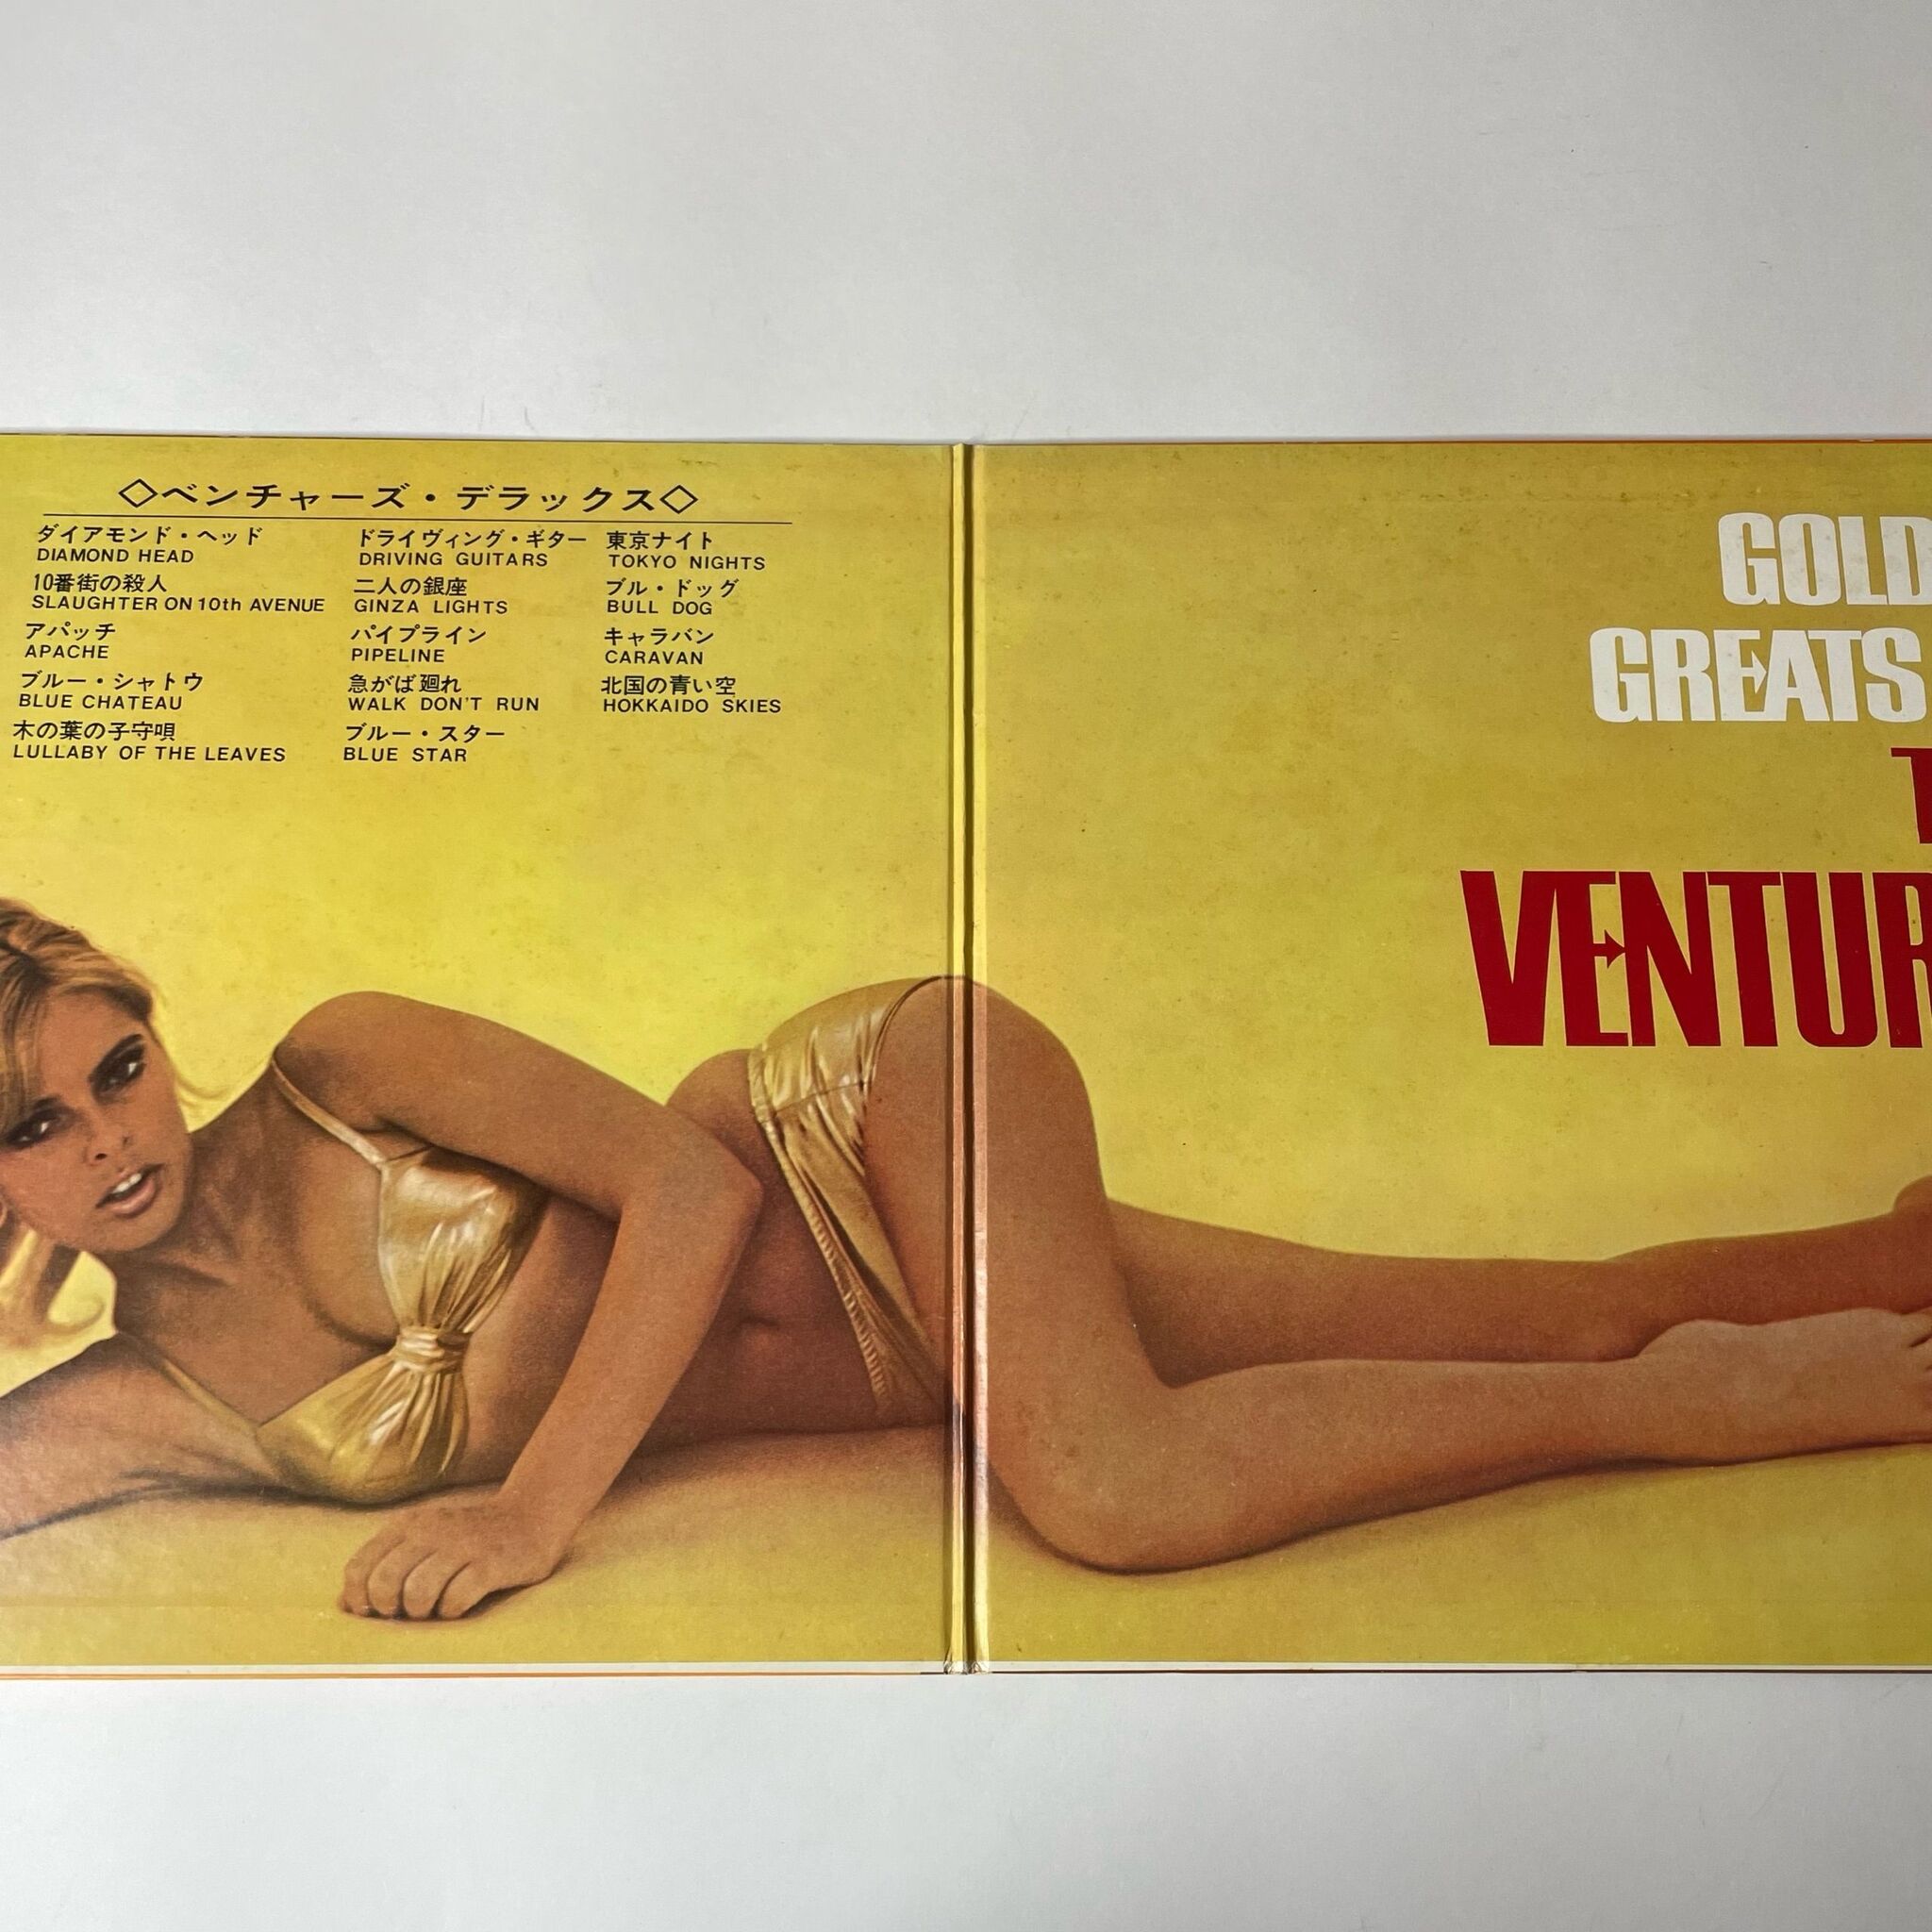 ◇ベンチャーズ・デラックス◇
ダイアモンド・ヘッド
DIAMOND HEAD
10番街の殺人
SLAUGHTER ON 10th AVENUE
アパッチ
APACHE
ブルー・シャトウ
BLUE CHATEAU
木の葉の子守唄
LULLABY OF THE LEAVES
ドライヴィング・ギター
DRIVING GUITARS
二人の銀座
GINZA LIGHTS
パイプライン
PIPELINE
急がば廻れ
WALK DON'T RUN
ブルー・スター
BLUE STAR
東京ナイト
TOKYO NIGHTS
ブル・ドッグ
BULL DOG
キャラバン
CARAVAN
北国の青い空
HOKKAIDO SKIES
GOLD
GREATS
T
VENTUR